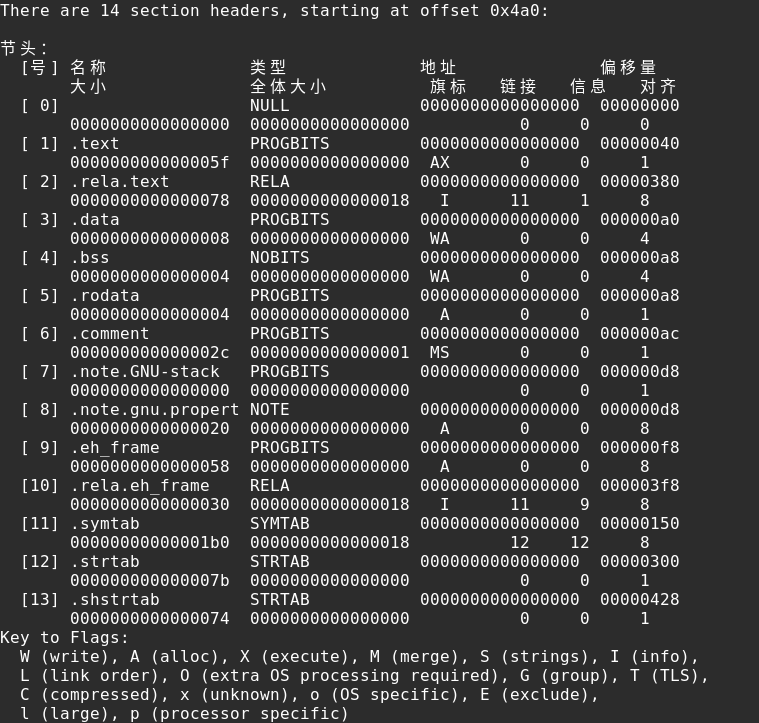 There are 14 section headers, starting at offset 0x4a0:

节头：
  [号] 名称              类型             地址              偏移量
       大小              全体大小          旗标   链接   信息   对齐
  [ 0]                   NULL             0000000000000000  00000000
       0000000000000000  0000000000000000           0     0     0
  [ 1] .text             PROGBITS         0000000000000000  00000040
       000000000000005f  0000000000000000  AX       0     0     1
  [ 2] .rela.text        RELA             0000000000000000  00000380
       0000000000000078  0000000000000018   I      11     1     8
  [ 3] .data             PROGBITS         0000000000000000  000000a0
       0000000000000008  0000000000000000  WA       0     0     4
  [ 4] .bss              NOBITS           0000000000000000  000000a8
       0000000000000004  0000000000000000  WA       0     0     4
  [ 5] .rodata           PROGBITS         0000000000000000  000000a8
       0000000000000004  0000000000000000   A       0     0     1
  [ 6] .comment          PROGBITS         0000000000000000  000000ac
       000000000000002c  0000000000000001  MS       0     0     1
  [ 7] .note.GNU-stack   PROGBITS         0000000000000000  000000d8
       0000000000000000  0000000000000000           0     0     1
  [ 8] .note.gnu.propert NOTE             0000000000000000  000000d8
       0000000000000020  0000000000000000   A       0     0     8
  [ 9] .eh_frame         PROGBITS         0000000000000000  000000f8
       0000000000000058  0000000000000000   A       0     0     8
  [10] .rela.eh_frame    RELA             0000000000000000  000003f8
       0000000000000030  0000000000000018   I      11     9     8
  [11] .symtab           SYMTAB           0000000000000000  00000150
       00000000000001b0  0000000000000018          12    12     8
  [12] .strtab           STRTAB           0000000000000000  00000300
       000000000000007b  0000000000000000           0     0     1
  [13] .shstrtab         STRTAB           0000000000000000  00000428
       0000000000000074  0000000000000000           0     0     1
Key to Flags:
  W (write), A (alloc), X (execute), M (merge), S (strings), I (info),
  L (link order), O (extra OS processing required), G (group), T (TLS),
  C (compressed), x (unknown), o (OS specific), E (exclude),
  l (large), p (processor specific)